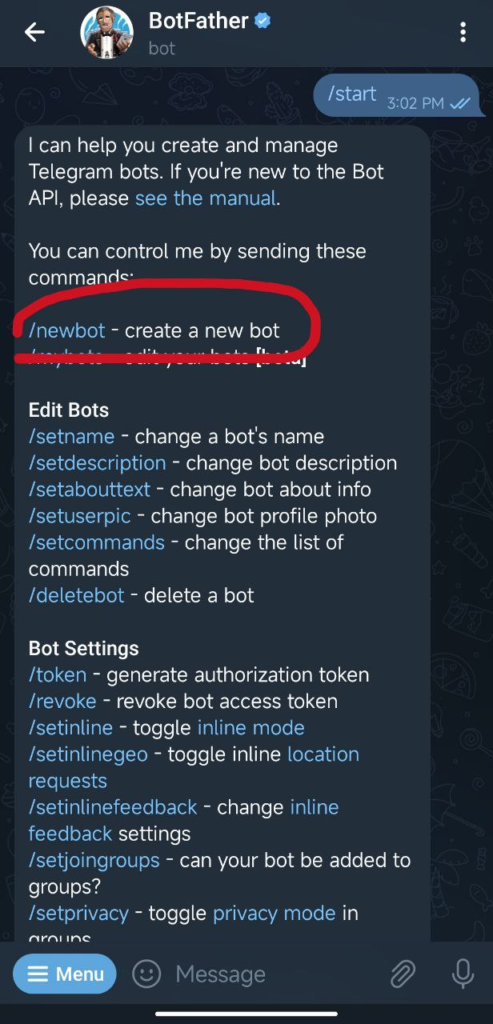 BotFather
bot
/start
3:02 PM
I can help you create and manage
Telegram bots. If you're new to the Bot
API, please see the manual.
You can control me by sending these
commands:
/newbot - create a new bot
/mybots - edit your bots [beta]
Edit Bots
/setname - change a bot's name
/setdescription - change bot description
/setabouttext - change bot about info
/setuserpic - change bot profile photo
/setcommands - change the list of
commands
/deletebot - delete a bot
Bot Settings
/token - generate authorization token
/revoke - revoke bot access token
/setinline - toggle inline mode
/setinlinegeo - toggle inline location
requests
/setinlinefeedback - change inline
feedback settings
/setjoingroups - can your bot be added to
groups?
/setprivacy - toggle privacy mode in
groups
Menu
Message